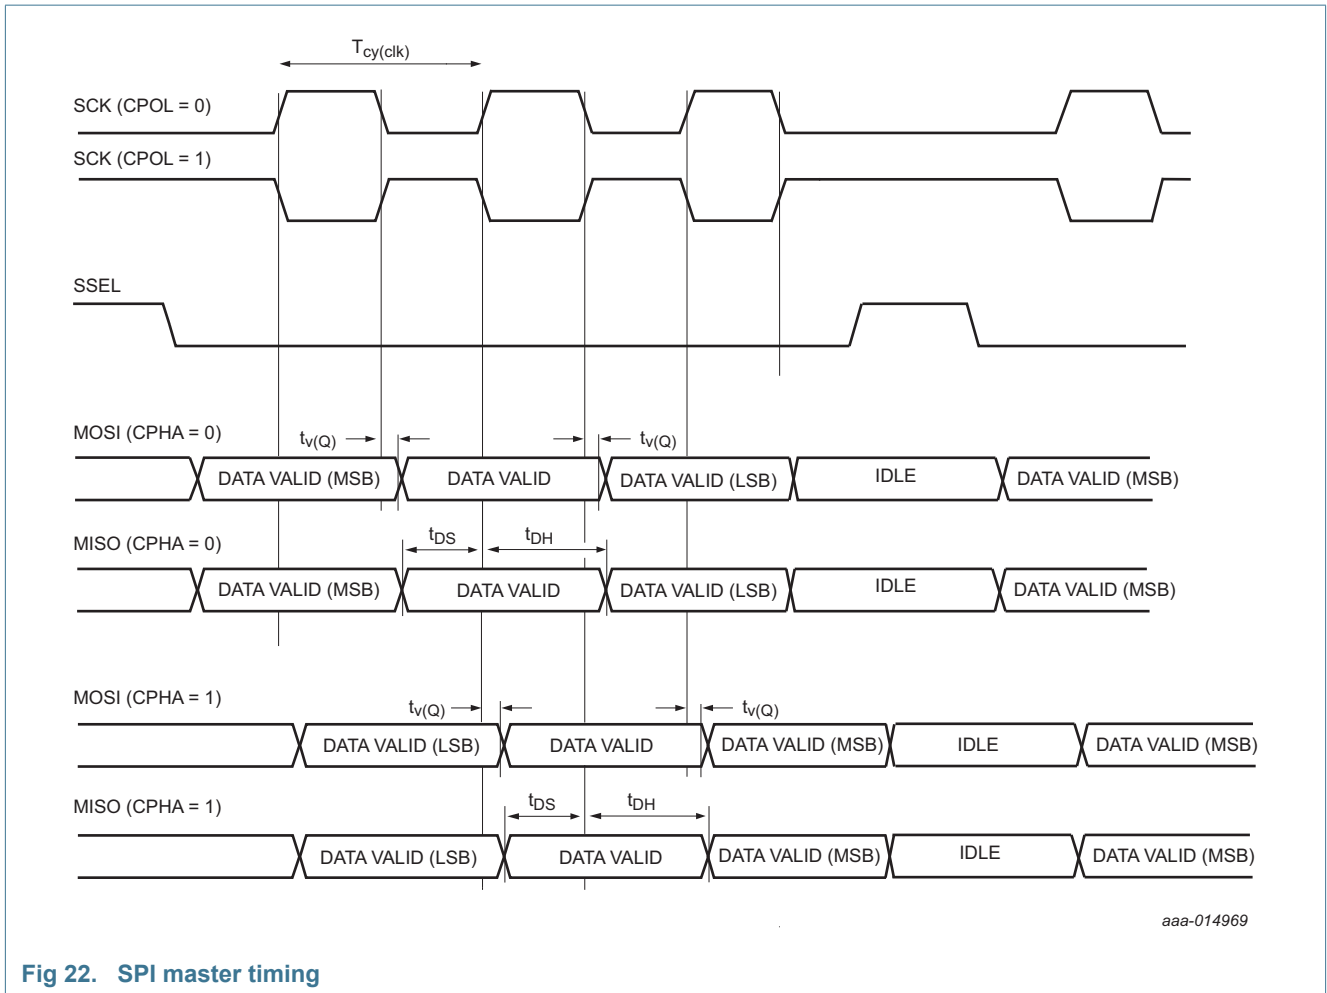 Tcy(clk)
SCK (CPOL = 0)
SCK (CPOL = 1)
SSEL
MOSI (CPHA = 0)
tv(Q) tv(Q)
DATA VALID (MSB) DATA VALID DATA VALID (LSB) IDLE DATA VALID (MSB)
MISO (CPHA = 0)
tDS tDH
DATA VALID (MSB) DATA VALID DATA VALID (LSB) IDLE DATA VALID (MSB)
MOSI (CPHA = 1)
tv(Q) tv(Q)
DATA VALID (LSB) DATA VALID DATA VALID (MSB) IDLE DATA VALID (MSB)
MISO (CPHA = 1)
tDS tDH
DATA VALID (LSB) DATA VALID DATA VALID (MSB) IDLE DATA VALID (MSB)
aaa-014969
Fig 22. SPI master timing